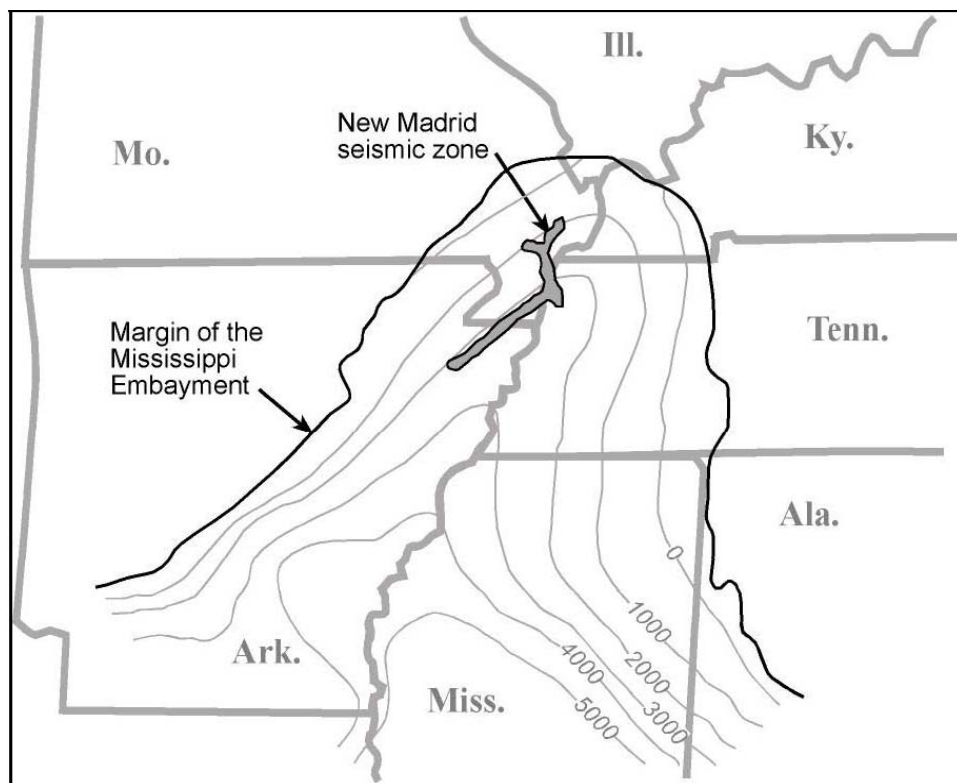 Ill.
New Madrid
seismic zone
Mo.
Ky.
Margin of the
Mississippi
Embayment
Tenn.
Ala.
0
1000
2000
3000
4000
5000
Ark.
Miss.